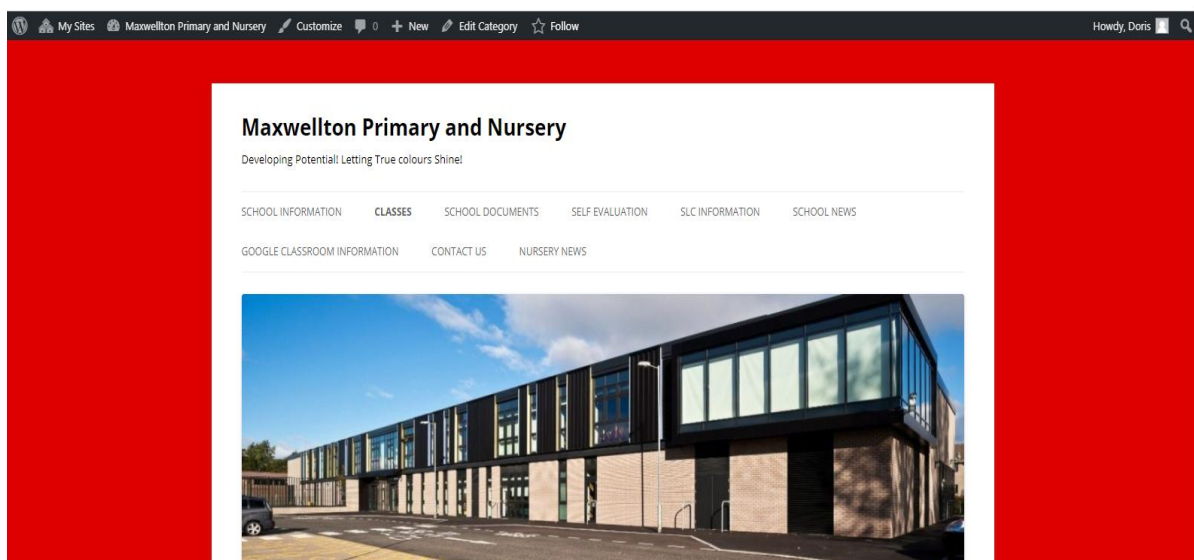 My Sites Maxwellton Primary and Nursery Customize 0 New Edit Category Follow Howdy, Doris
Maxwellton Primary and Nursery
Developing Potential! Letting True colours Shine!
SCHOOL INFORMATION CLASSES SCHOOL DOCUMENTS SELF EVALUATION SLC INFORMATION SCHOOL NEWS
GOOGLE CLASSROOM INFORMATION CONTACT US NURSERY NEWS